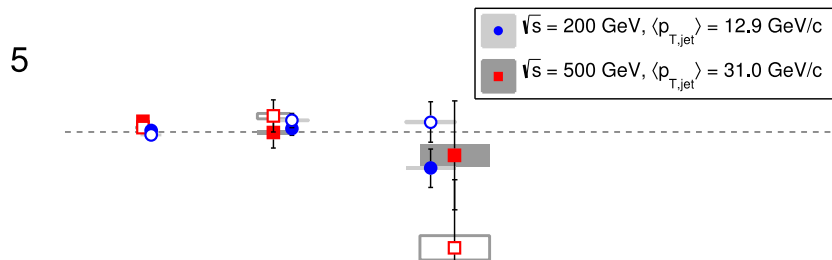 √s = 200 GeV, ⟨p_T,jet⟩ = 12.9 GeV/c
5
√s = 500 GeV, ⟨p_T,jet⟩ = 31.0 GeV/c